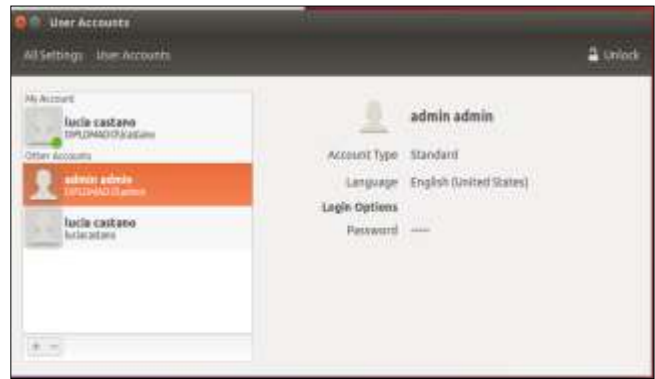 User Accounts
All Settings User Accounts
Unlock
My Account
lucia castano
Other Accounts
admin admin
lucia castano
luciacastano
+ -
admin admin
Account Type Standard
Language English (United States)
Login Options
Password -----